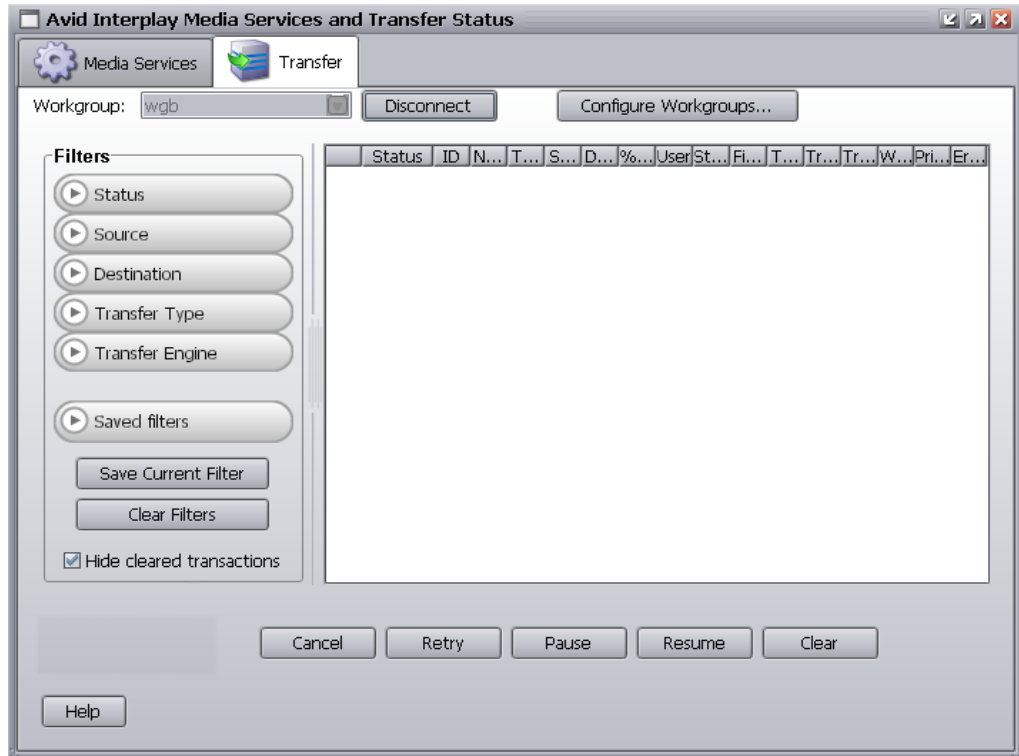 Avid Interplay Media Services and Transfer Status
Media Services Transfer
Workgroup: wgb Disconnect Configure Workgroups...
Filters
Status ID N... T... S... D... %... User St... Fi... T... Tr... Tr... W... Pri... Er...
Status
Source
Destination
Transfer Type
Transfer Engine
Saved filters
Save Current Filter
Clear Filters
Hide cleared transactions
Cancel Retry Pause Resume Clear
Help